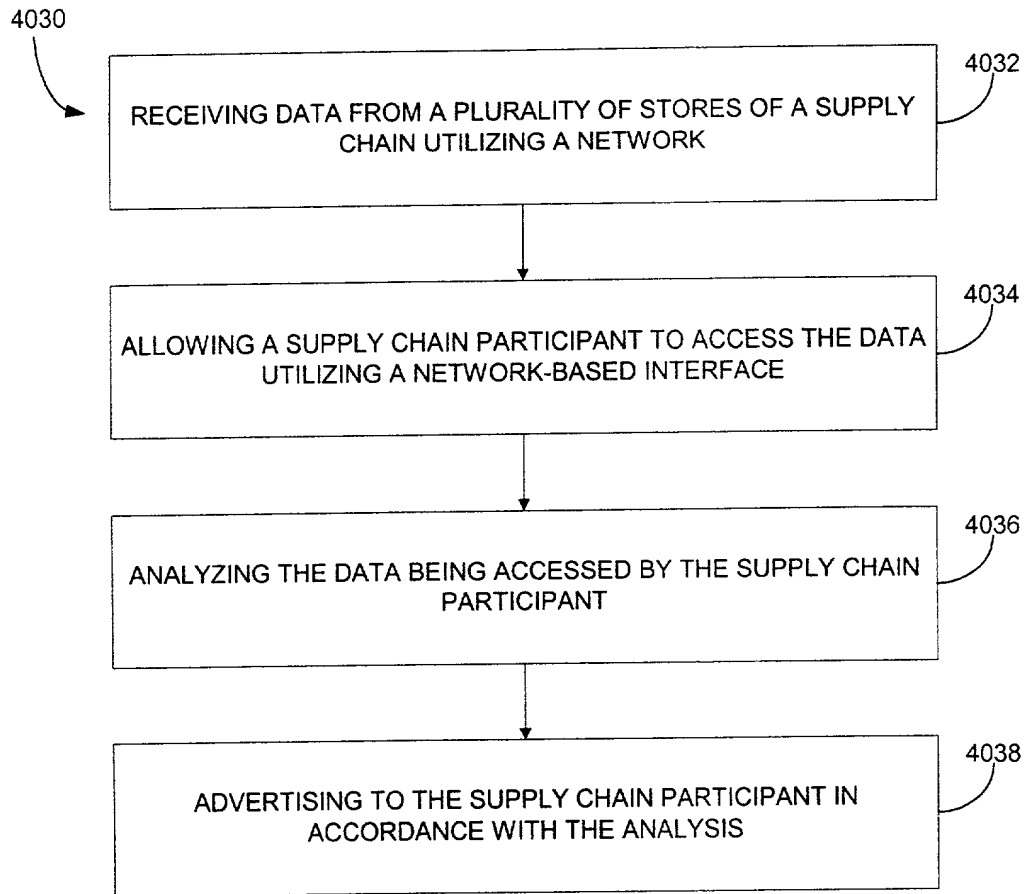 4030
4032
RECEIVING DATA FROM A PLURALITY OF STORES OF A SUPPLY
CHAIN UTILIZING A NETWORK
4034
ALLOWING A SUPPLY CHAIN PARTICIPANT TO ACCESS THE DATA
UTILIZING A NETWORK-BASED INTERFACE
4036
ANALYZING THE DATA BEING ACCESSED BY THE SUPPLY CHAIN
PARTICIPANT
4038
ADVERTISING TO THE SUPPLY CHAIN PARTICIPANT IN
ACCORDANCE WITH THE ANALYSIS